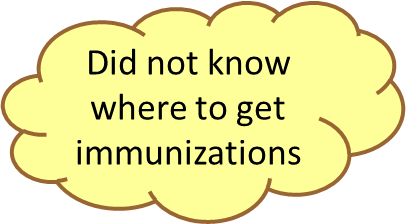 Did not know
where to get
immunizations